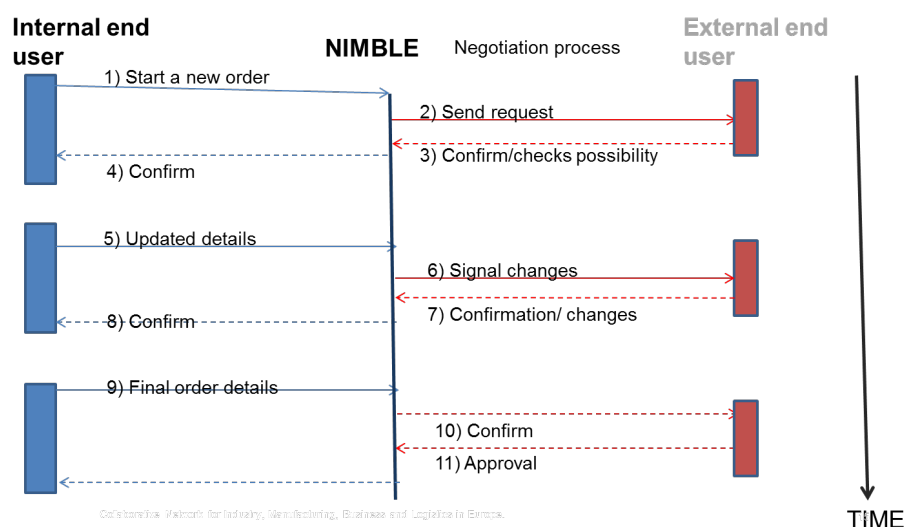 Internal end
user
NIMBLE
Negotiation process
External end
user
1) Start a new order
2) Send request
3) Confirm/checks possibility
4) Confirm
5) Updated details
6) Signal changes
7) Confirmation/ changes
8) Confirm
9) Final order details
10) Confirm
11) Approval
Collaborative Network for Industry, Manufacturing, Business and Logistics in Europe.
TIME